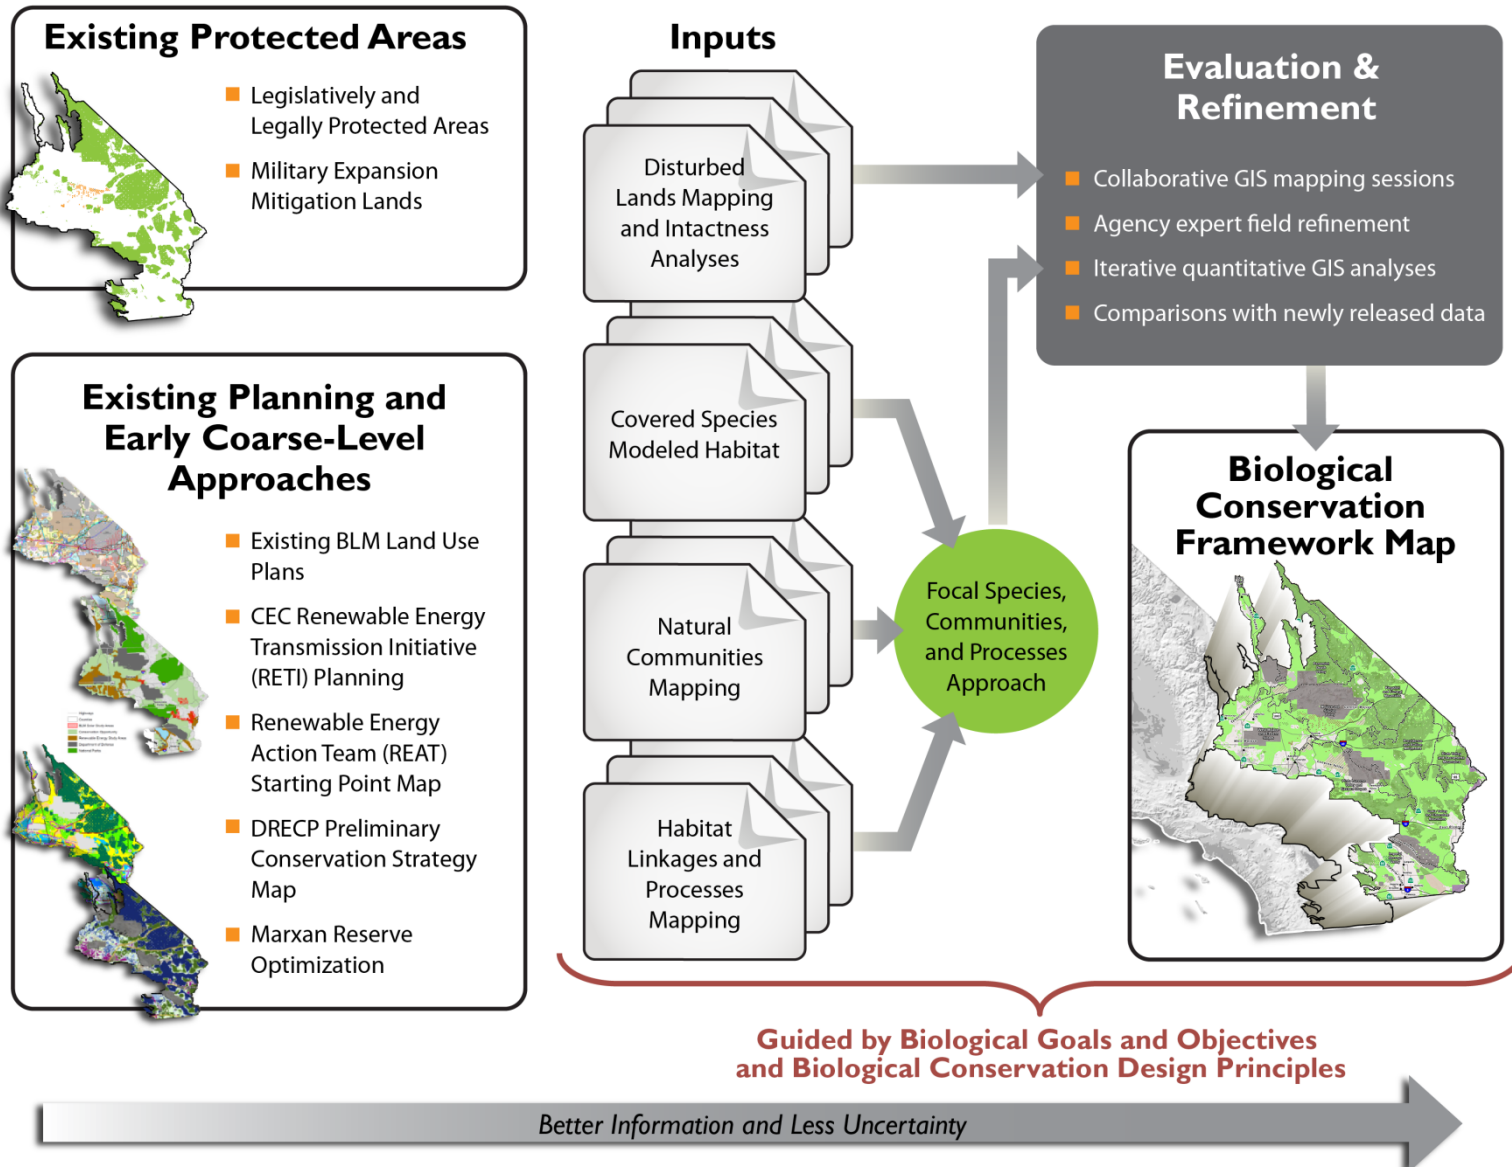 Existing Protected Areas
Legislatively and
Legally Protected Areas
Military Expansion
Mitigation Lands
Existing Planning and
Early Coarse-Level
Approaches
Existing BLM Land Use
Plans
CEC Renewable Energy
Transmission Initiative
(RETI) Planning
Renewable Energy
Action Team (REAT)
Starting Point Map
DRECP Preliminary
Conservation Strategy
Map
Marxan Reserve
Optimization
Inputs
Disturbed
Lands Mapping
and Intactness
Analyses
Covered Species
Modeled Habitat
Natural
Communities
Mapping
Habitat
Linkages and
Processes
Mapping
Focal Species,
Communities,
and Processes
Approach
Evaluation &
Refinement
Collaborative GIS mapping sessions
Agency expert field refinement
Iterative quantitative GIS analyses
Comparisons with newly released data
Biological
Conservation
Framework Map
Guided by Biological Goals and Objectives
and Biological Conservation Design Principles
Better Information and Less Uncertainty